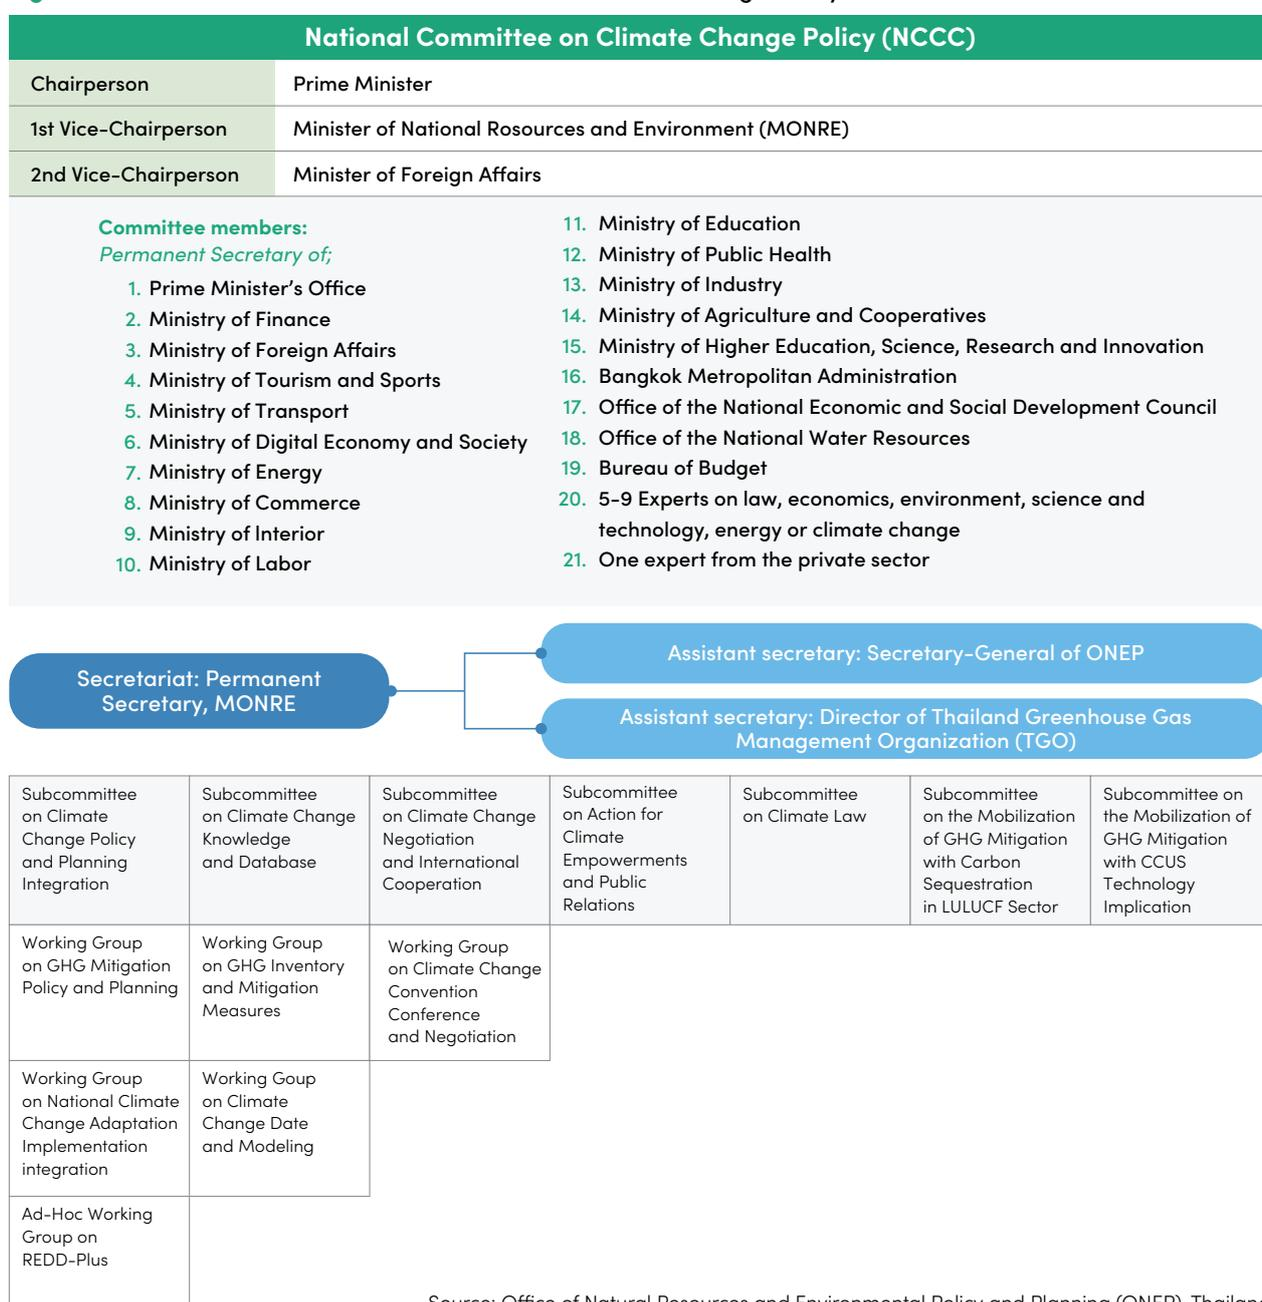 National Committee on Climate Change Policy (NCCC)
Chairperson
Prime Minister
1st Vice-Chairperson
Minister of National Rosources and Environment (MONRE)
2nd Vice-Chairperson
Minister of Foreign Affairs
Committee members:
Permanent Secretary of;
1. Prime Minister’s Office
2. Ministry of Finance
3. Ministry of Foreign Affairs
4. Ministry of Tourism and Sports
5. Ministry of Transport
6. Ministry of Digital Economy and Society
7. Ministry of Energy
8. Ministry of Commerce
9. Ministry of Interior
10. Ministry of Labor
11. Ministry of Education
12. Ministry of Public Health
13. Ministry of Industry
14. Ministry of Agriculture and Cooperatives
15. Ministry of Higher Education, Science, Research and Innovation
16. Bangkok Metropolitan Administration
17. Office of the National Economic and Social Development Council
18. Office of the National Water Resources
19. Bureau of Budget
20. 5-9 Experts on law, economics, environment, science and
technology, energy or climate change
21. One expert from the private sector
Secretariat: Permanent
Secretary, MONRE
Assistant secretary: Secretary-General of ONEP
Assistant secretary: Director of Thailand Greenhouse Gas
Management Organization (TGO)
Subcommittee
on Climate
Change Policy
and Planning
Integration
Subcommittee
on Climate Change
Knowledge
and Database
Subcommittee
on Climate Change
Negotiation
and International
Cooperation
Subcommittee
on Action for
Climate
Empowerments
and Public
Relations
Subcommittee
on Climate Law
Subcommittee
on the Mobilization
of GHG Mitigation
with Carbon
Sequestration
in LULUCF Sector
Subcommittee on
the Mobilization of
GHG Mitigation
with CCUS
Technology
Implication
Working Group
on GHG Mitigation
Policy and Planning
Working Group
on GHG Inventory
and Mitigation
Measures
Working Group
on Climate Change
Convention
Conference
and Negotiation
Working Group
on National Climate
Change Adaptation
Implementation
integration
Working Goup
on Climate
Change Date
and Modeling
Ad-Hoc Working
Group on
REDD-Plus
Source: Office of Natural Resources and Environmental Policy and Planning (ONEP), Thailand